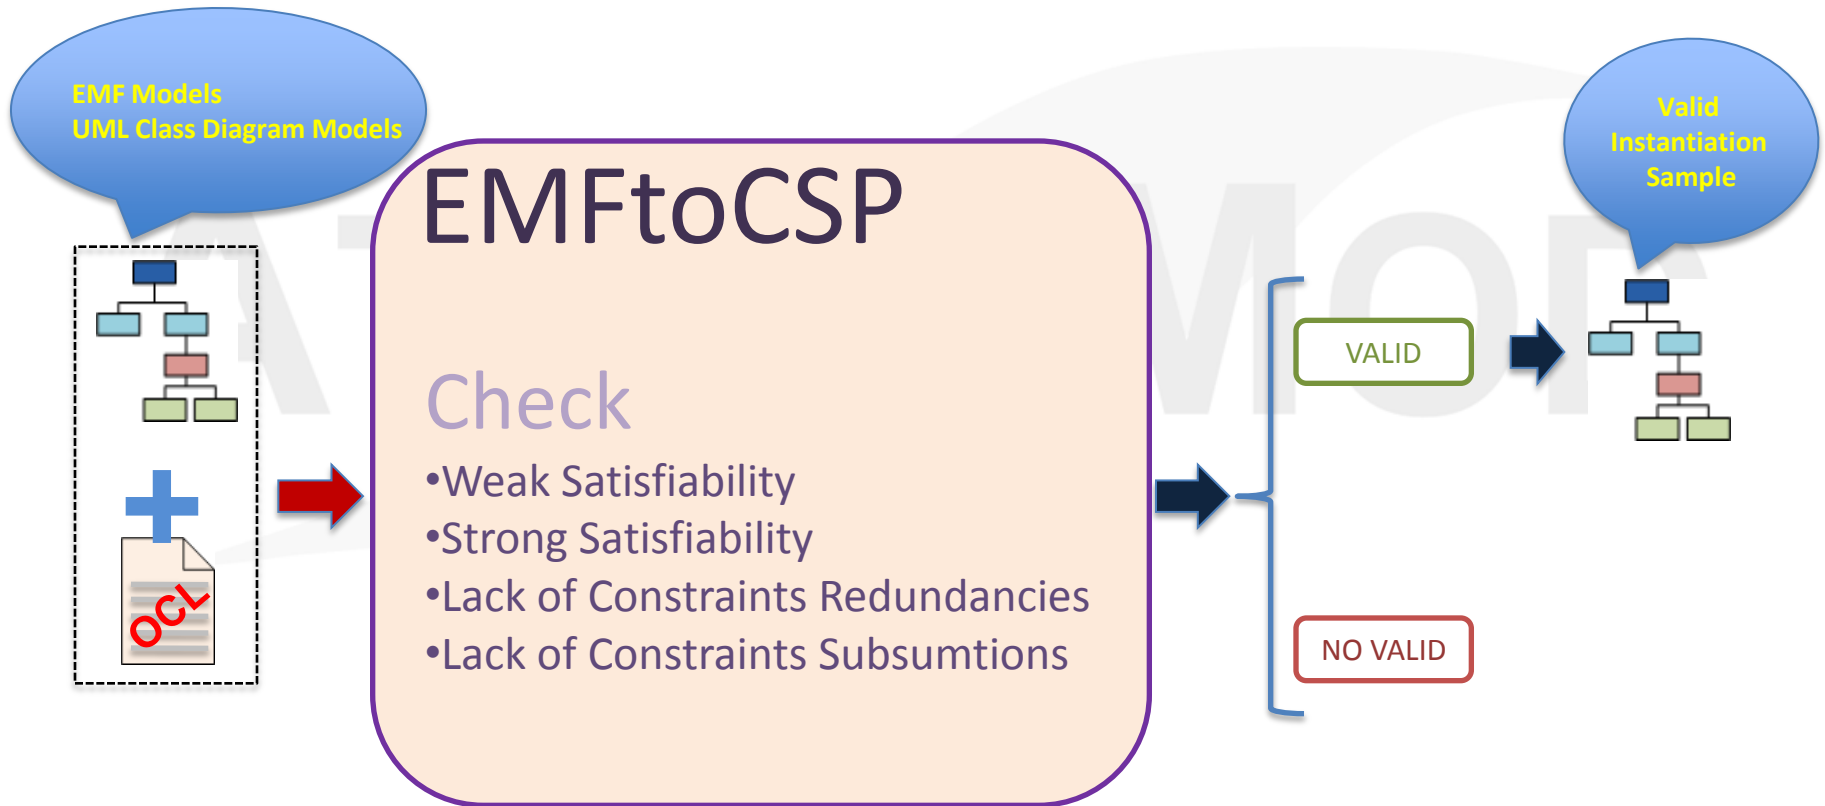 EMF Models
UML Class Diagram Models
OCL
EMFtoCSP
Check
•Weak Satisfiability
•Strong Satisfiability
•Lack of Constraints Redundancies
•Lack of Constraints Subsumtions
VALID
NO VALID
Valid
Instantiation
Sample